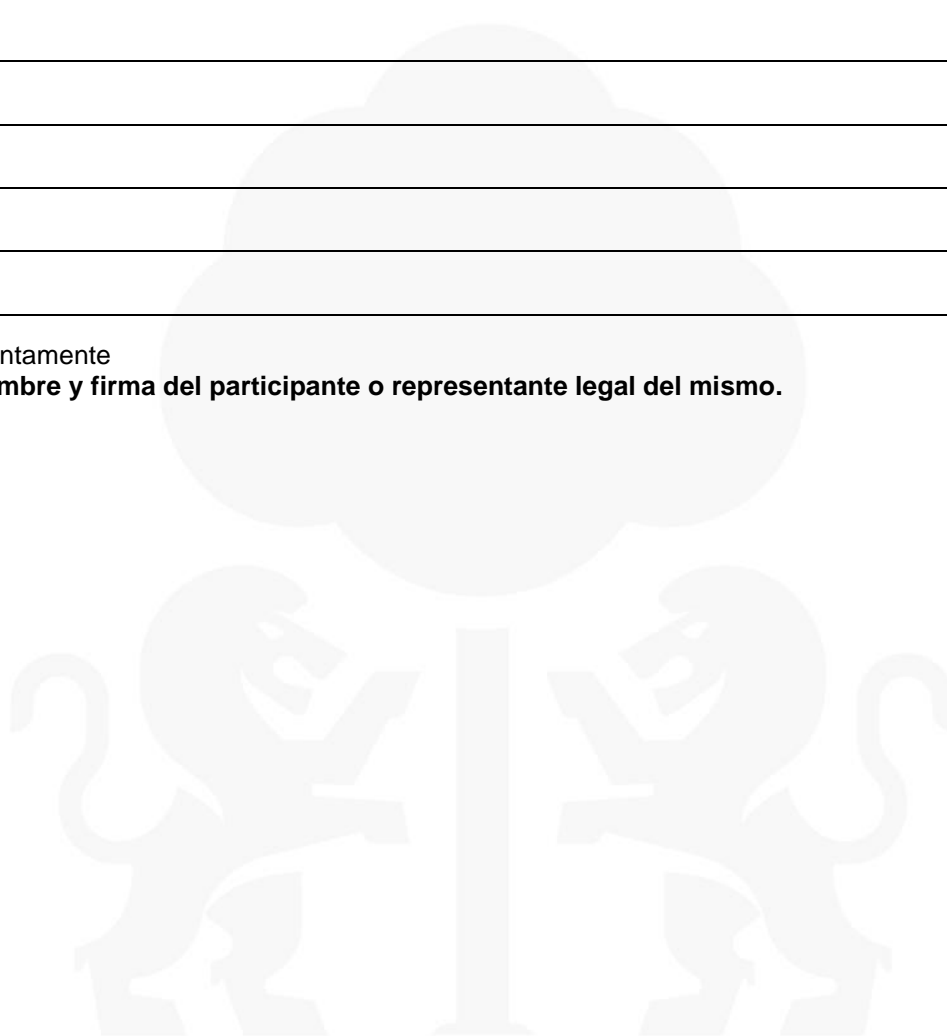 ntamente
mbre y firma del participante o representante legal del mismo.